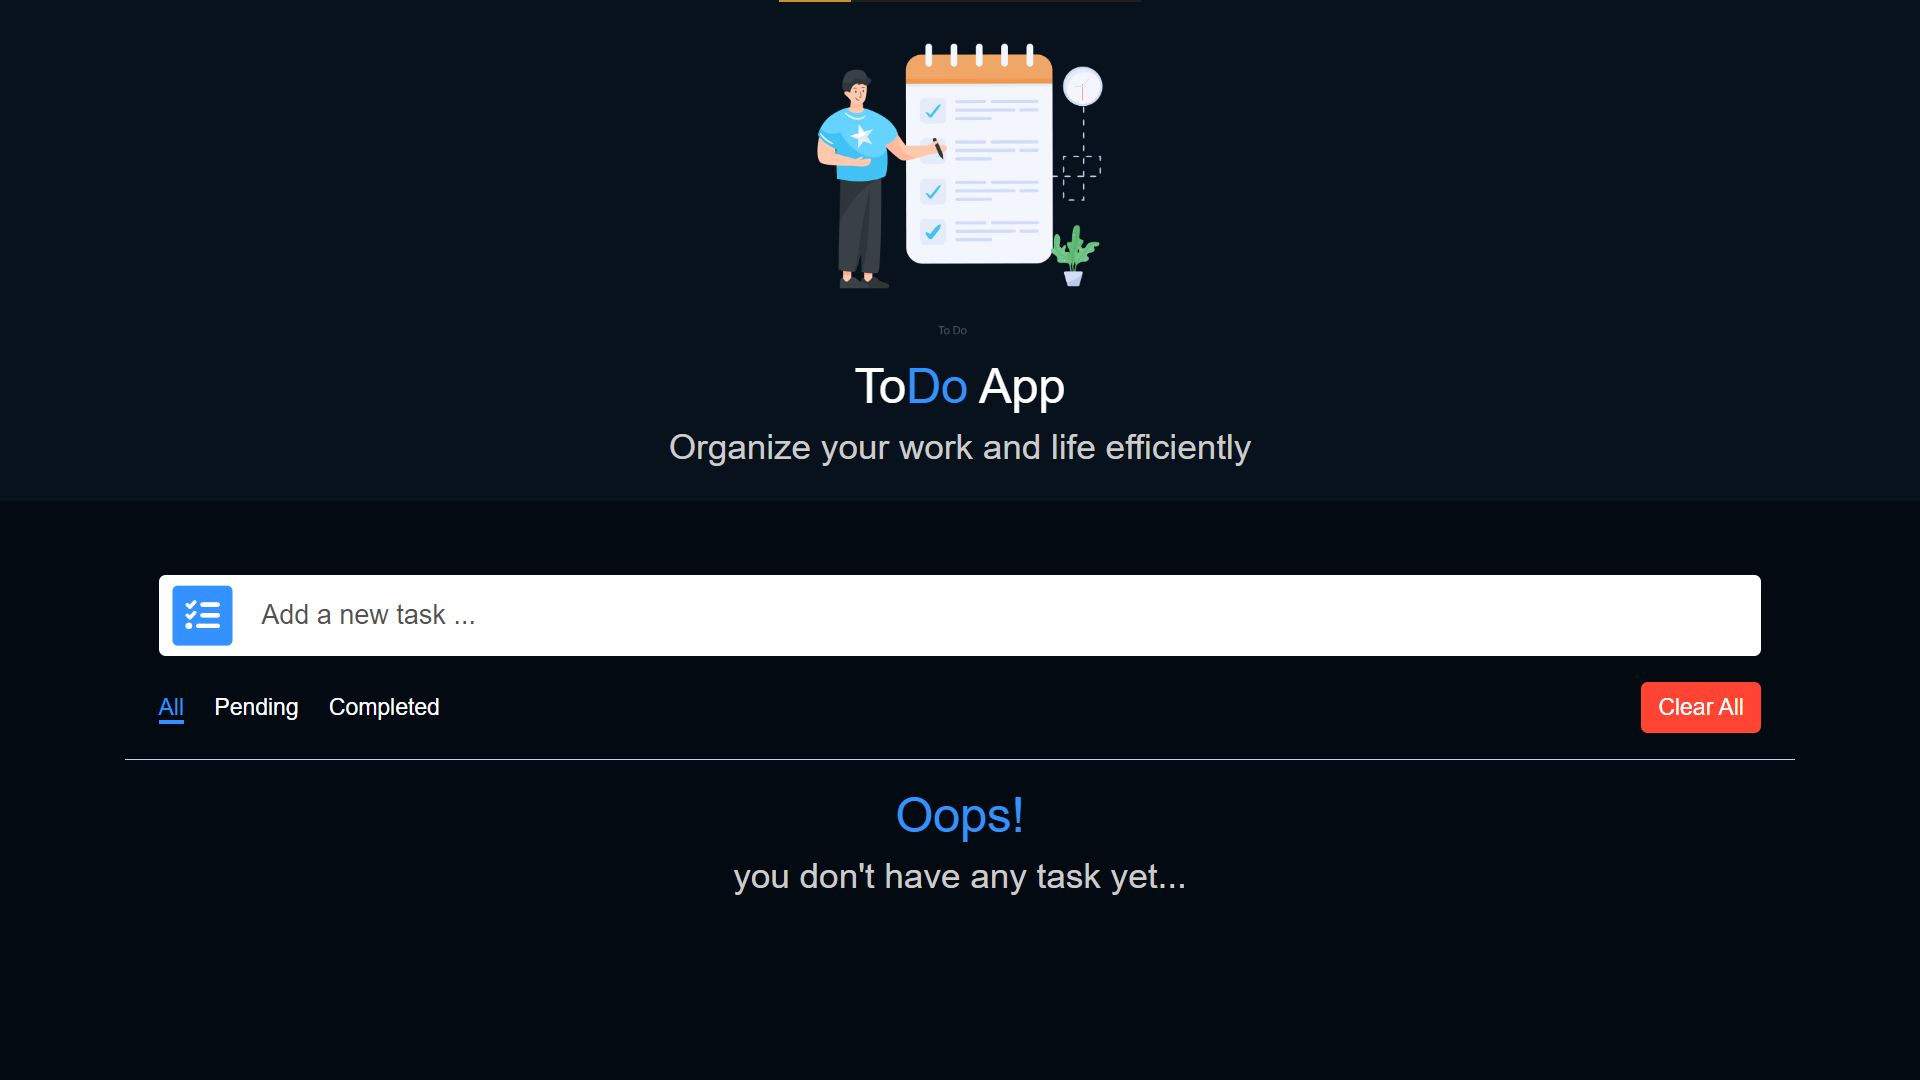 To Do
ToDo App
Organize your work and life efficiently
Add a new task ...
All Pending Completed Clear All
Oops!
you don't have any task yet...